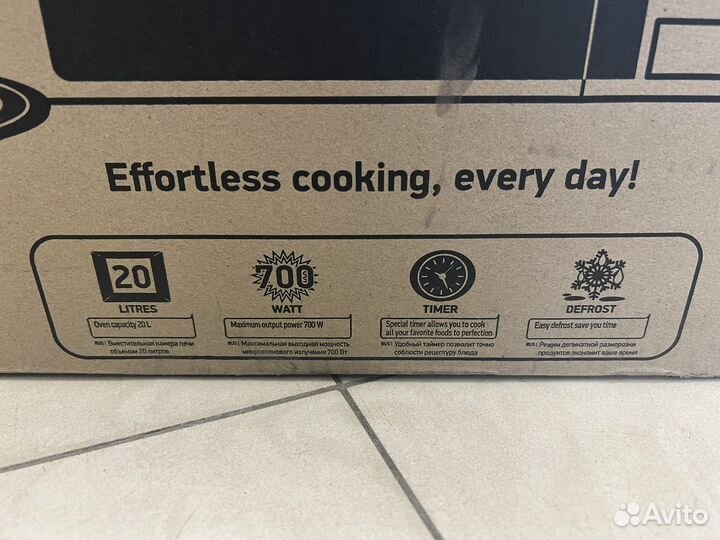 Effortless cooking, every day!
20
LITRES
Oven capacity 20 L
RUS | Вместительная камера печи
объемом 20 литров
700
WATT
Maximum output power 700 W
RUS | Максимальная выходная мощность
микроволнового излучения 700 Вт
TIMER
Special timer allows you to cook
all your favorite foods to perfection
RUS | Удобный таймер позволит точно
соблюсти рецептуру блюда
DEFROST
Easy defrost save you time
RUS | Режим деликатной разморозки
продуктов экономит ваше время
Avito